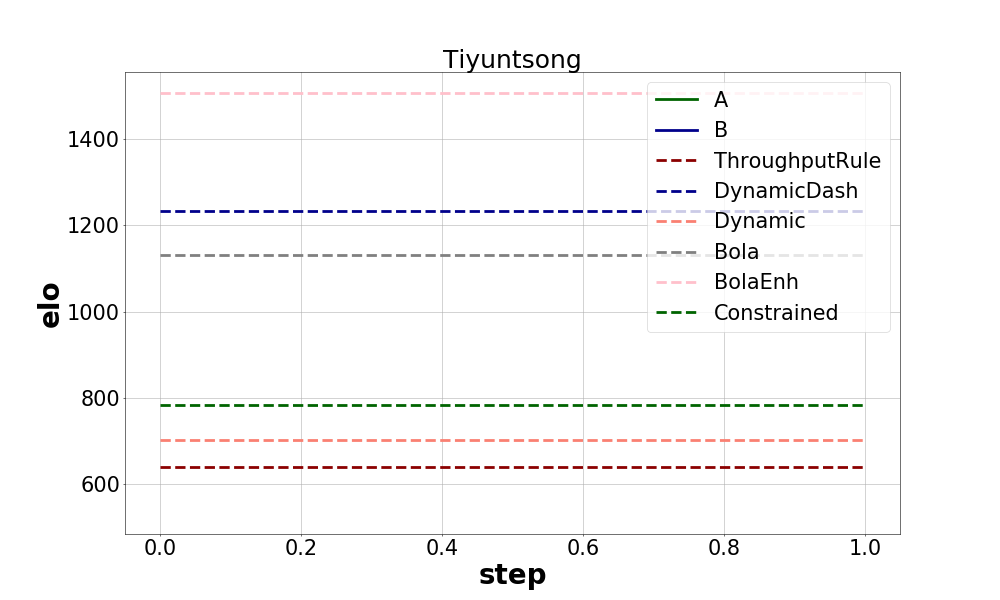 Tiyuntsong
1400
1200
1000
800
600
elo
0.0 0.2 0.4 0.6 0.8 1.0
step
A
B
ThroughputRule
DynamicDash
Dynamic
Bola
BolaEnh
Constrained